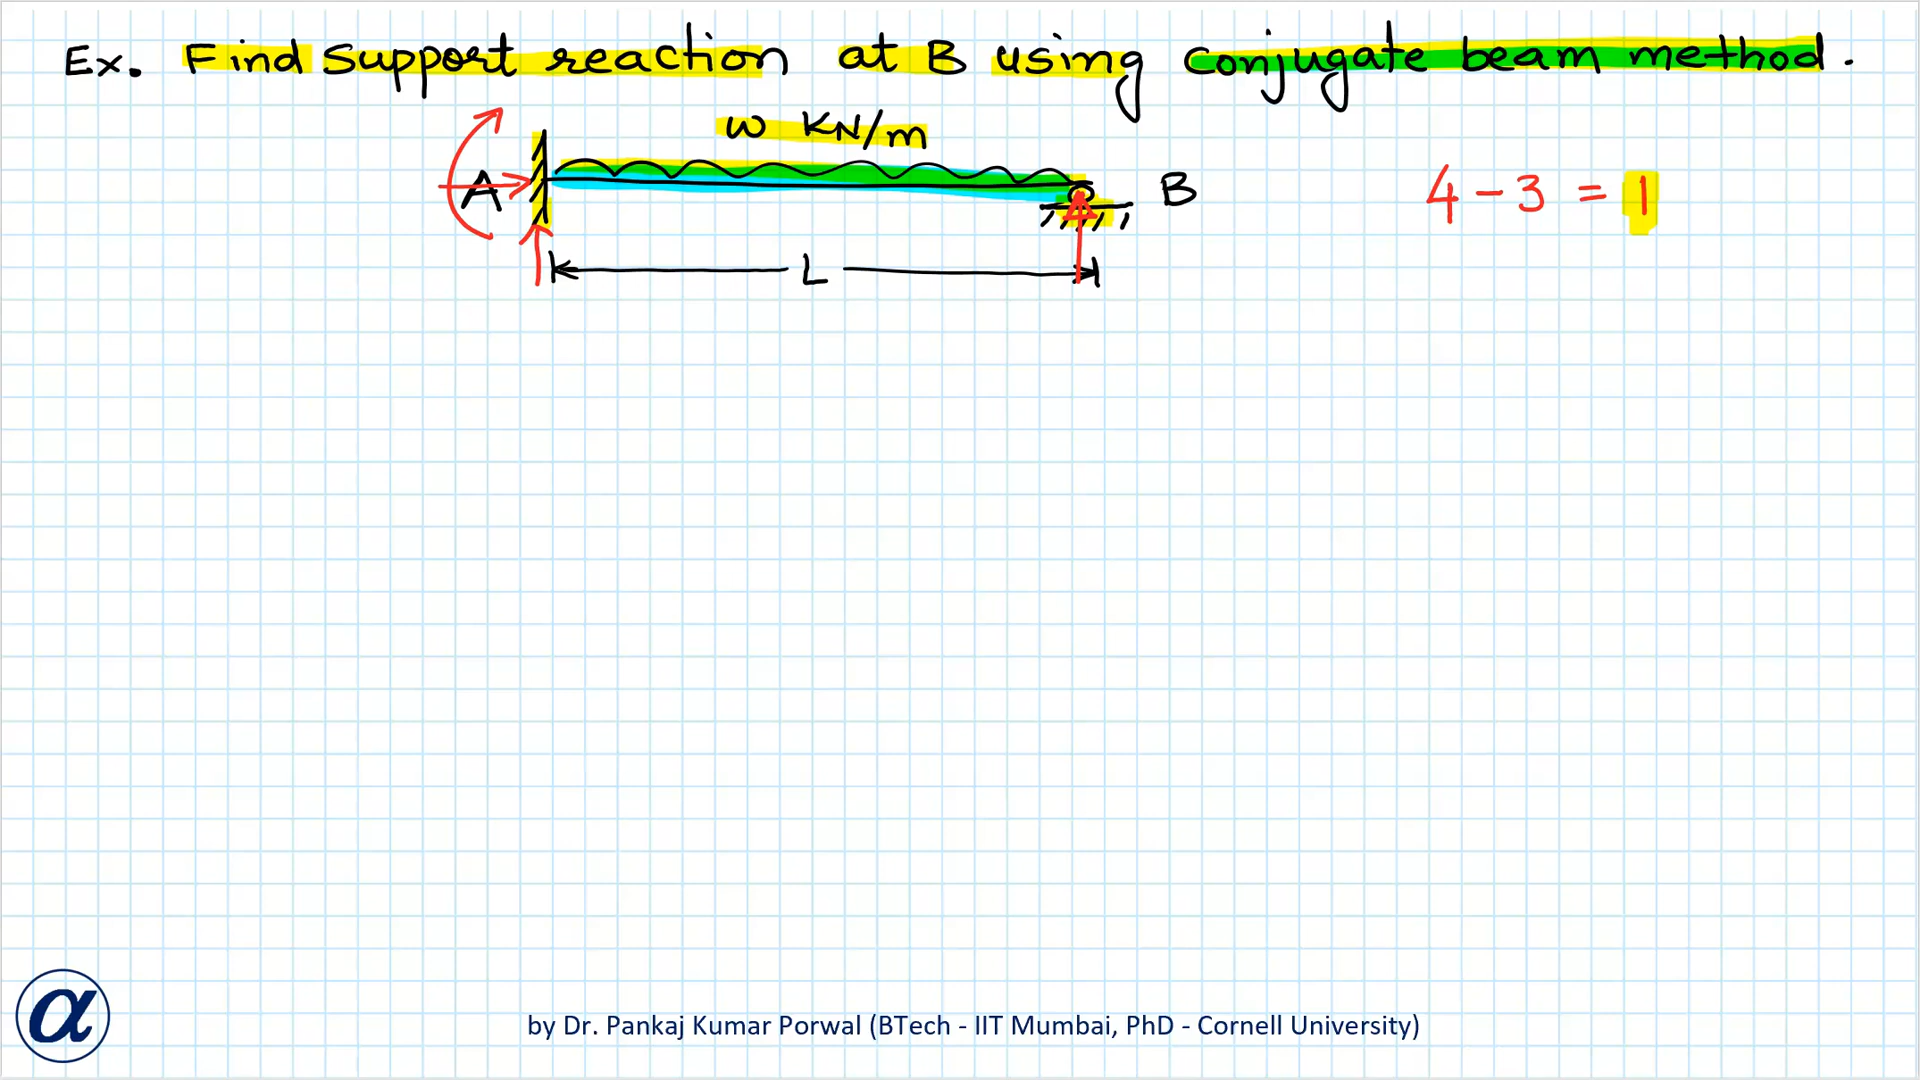 Ex. Find Support reaction at B using conjugate beam method.
w KN/m
A B 4 - 3 = 1
L
α
by Dr. Pankaj Kumar Porwal (BTech - IIT Mumbai, PhD - Cornell University)